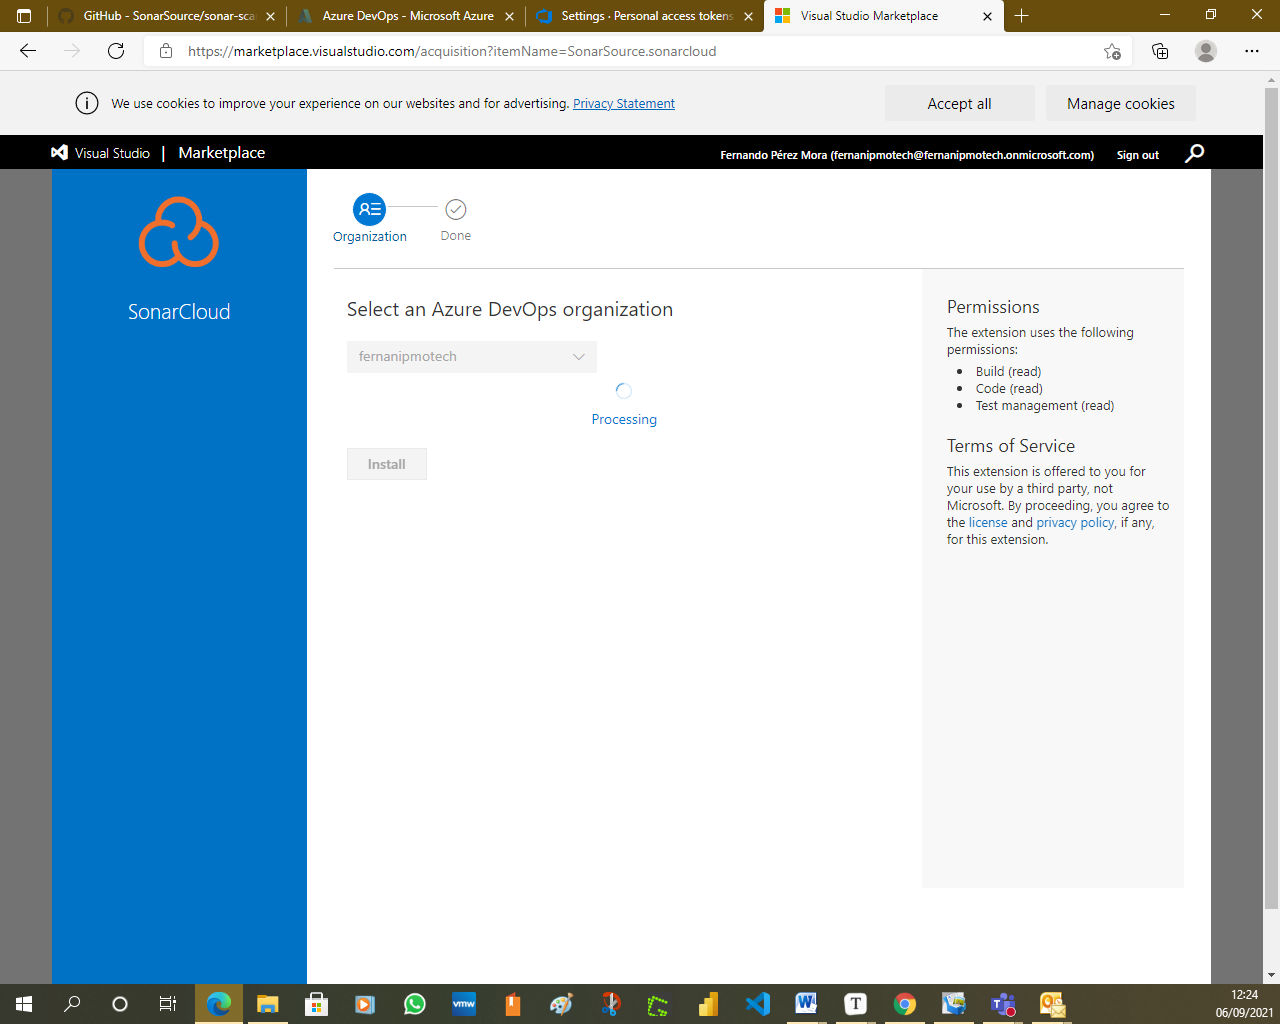 GitHub - SonarSource/sonar-sca
Azure DevOps - Microsoft Azure
Settings · Personal access tokens
Visual Studio Marketplace
https://marketplace.visualstudio.com/acquisition?itemName=SonarSource.sonarcloud
We use cookies to improve your experience on our websites and for advertising. Privacy Statement
Accept all
Manage cookies
Visual Studio | Marketplace
Fernando Pérez Mora (fernanipmotech@fernanipmotech.onmicrosoft.com)
Sign out
SonarCloud
Organization
Done
Select an Azure DevOps organization
fernanipmotech
Processing
Install
Permissions
The extension uses the following
permissions:
Build (read)
Code (read)
Test management (read)
Terms of Service
This extension is offered to you for
your use by a third party, not
Microsoft. By proceeding, you agree to
the license and privacy policy, if any,
for this extension.
vmw
12:24
06/09/2021